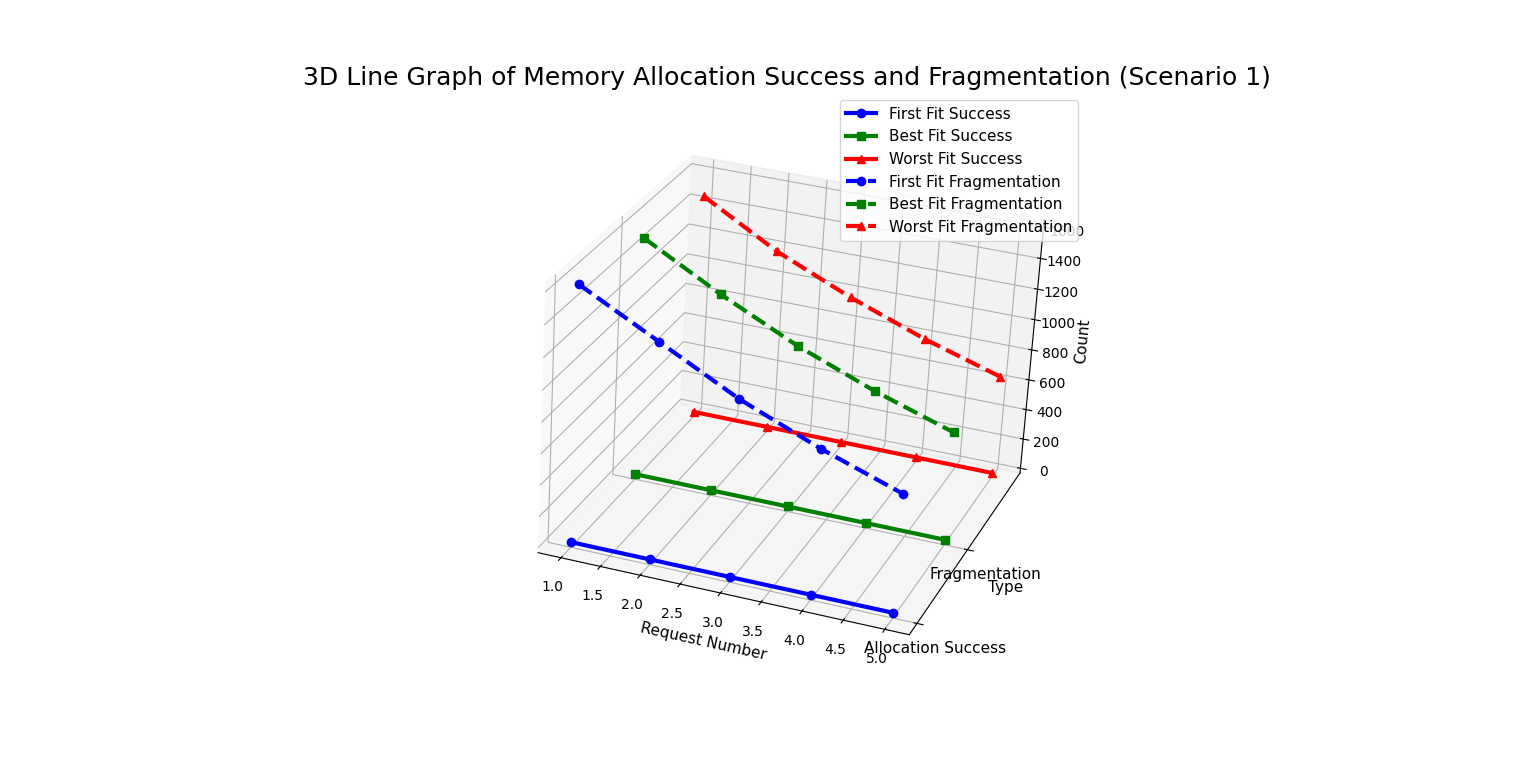 3D Line Graph of Memory Allocation Success and Fragmentation (Scenario 1)
First Fit Success
Best Fit Success
Worst Fit Success
First Fit Fragmentation
Best Fit Fragmentation
Worst Fit Fragmentation
1600
1400
1200
1000
800
600
400
200
0
Count
Fragmentation
Type
Allocation Success
1.0
1.5
2.0
2.5
3.0
3.5
4.0
4.5
5.0
Request Number